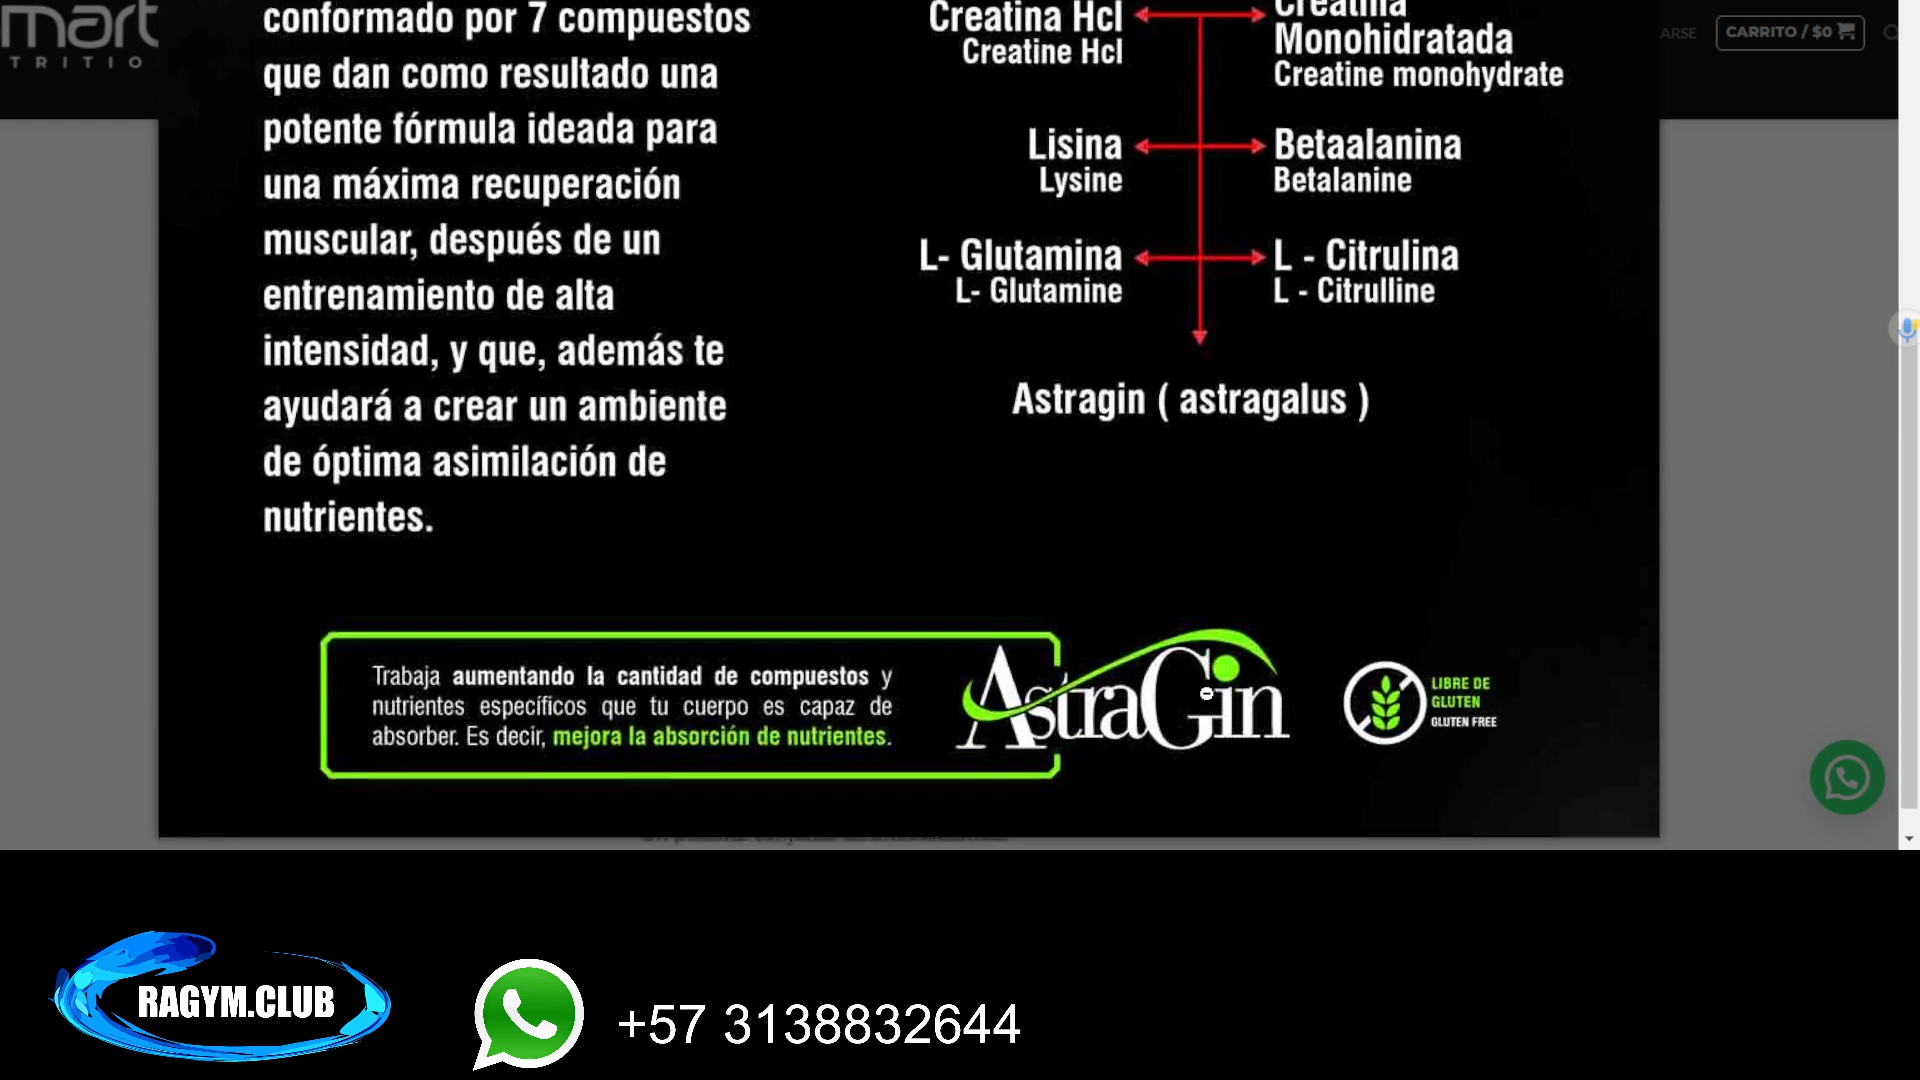 mart
TRITIO
ARSE
CARRITO / $0
conformado por 7 compuestos
que dan como resultado una
potente fórmula ideada para
una máxima recuperación
muscular, después de un
entrenamiento de alta
intensidad, y que, además te
ayudará a crear un ambiente
de óptima asimilación de
nutrientes.
Creatina Hcl
Creatine Hcl
Creatina
Monohidratada
Creatine monohydrate
Lisina
Lysine
Betaalanina
Betalanine
L- Glutamina
L- Glutamine
L - Citrulina
L - Citrulline
Astragin ( astragalus )
Trabaja aumentando la cantidad de compuestos y
nutrientes específicos que tu cuerpo es capaz de
absorber. Es decir, mejora la absorción de nutrientes.
AstraGin
LIBRE DE
GLUTEN
GLUTEN FREE
RAGYM.CLUB
+57 3138832644